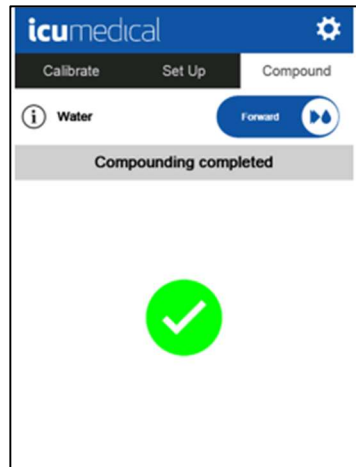 icumedical
Calibrate Set Up Compound
i Water Forward
Compounding completed